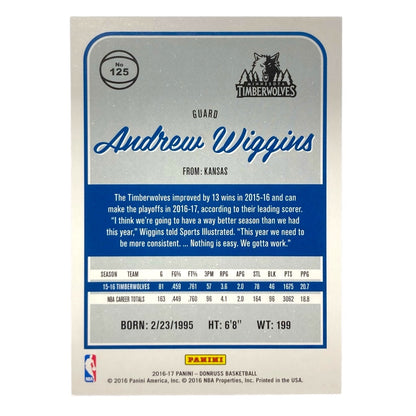 No
125
MINNESOTA
TIMBERWOLVES
GUARD
Andrew Wiggins
FROM: KANSAS
The Timberwolves improved by 13 wins in 2015-16 and can
make the playoffs in 2016-17, according to their leading scorer.
"I think we're going to have a way better season than we had
this year," Wiggins told Sports Illustrated. "This year we need to
be more consistent. ... Nothing is easy. We gotta work."
SEASON TEAM G FG% FT% 3PM RPG APG STL BLK PTS PPG
15-16 TIMBERWOLVES 81 .459 .761 57 3.6 2.0 78 46 1675 20.7
NBA CAREER TOTALS 163 .449 .760 96 4.1 2.0 164 96 3062 18.8
BORN: 2/23/1995 HT: 6'8" WT: 199
NBA
PANINI
2016-17 PANINI - DONRUSS BASKETBALL
© 2016 Panini America, Inc. © 2016 NBA Properties, Inc. Printed in the USA.